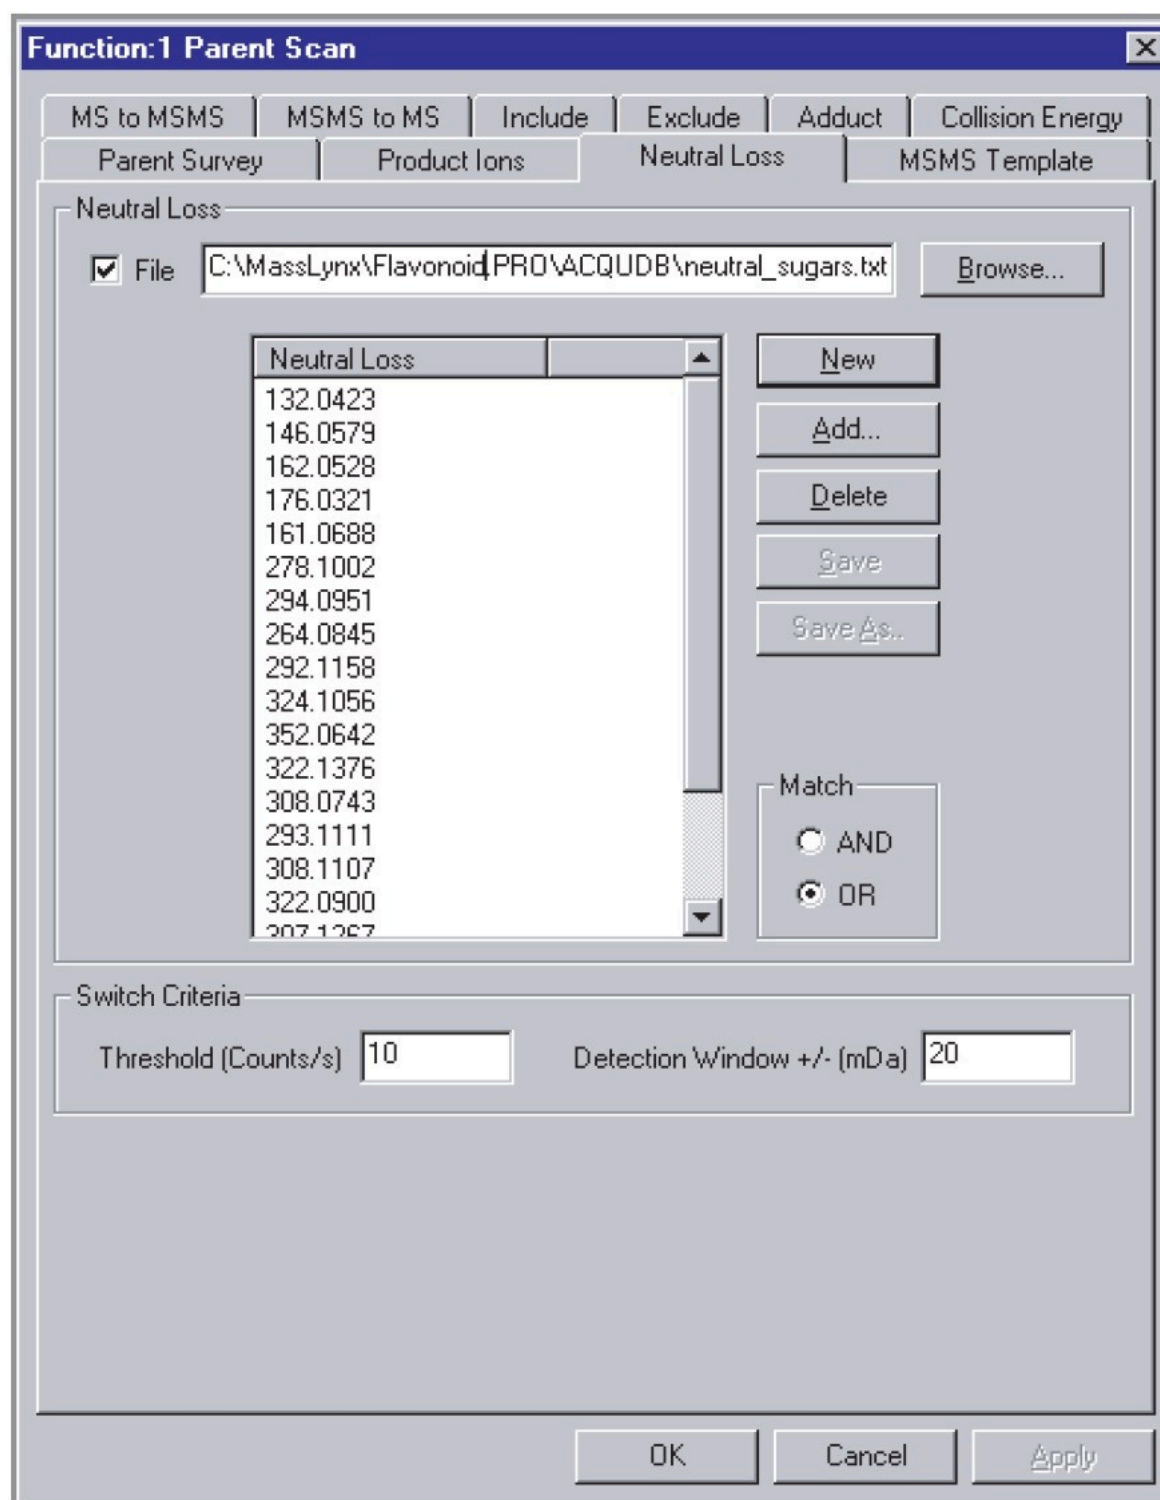 Function:1 Parent Scan
MS to MSMS MSMS to MS Include Exclude Adduct Collision Energy
Parent Survey Product Ions Neutral Loss MSMS Template
Neutral Loss
File C:\MassLynx\Flavonoid.PRO\ACQUDB\neutral_sugars.txt Browse...
Neutral Loss
132.0423
146.0579
162.0528
176.0321
161.0688
278.1002
294.0951
264.0845
292.1158
324.1056
352.0642
322.1376
308.0743
293.1111
308.1107
322.0900
307.1267
New
Add...
Delete
Save
Save As..
Match
AND
OR
Switch Criteria
Threshold (Counts/s) 10 Detection Window +/- (mDa) 20
OK Cancel Apply